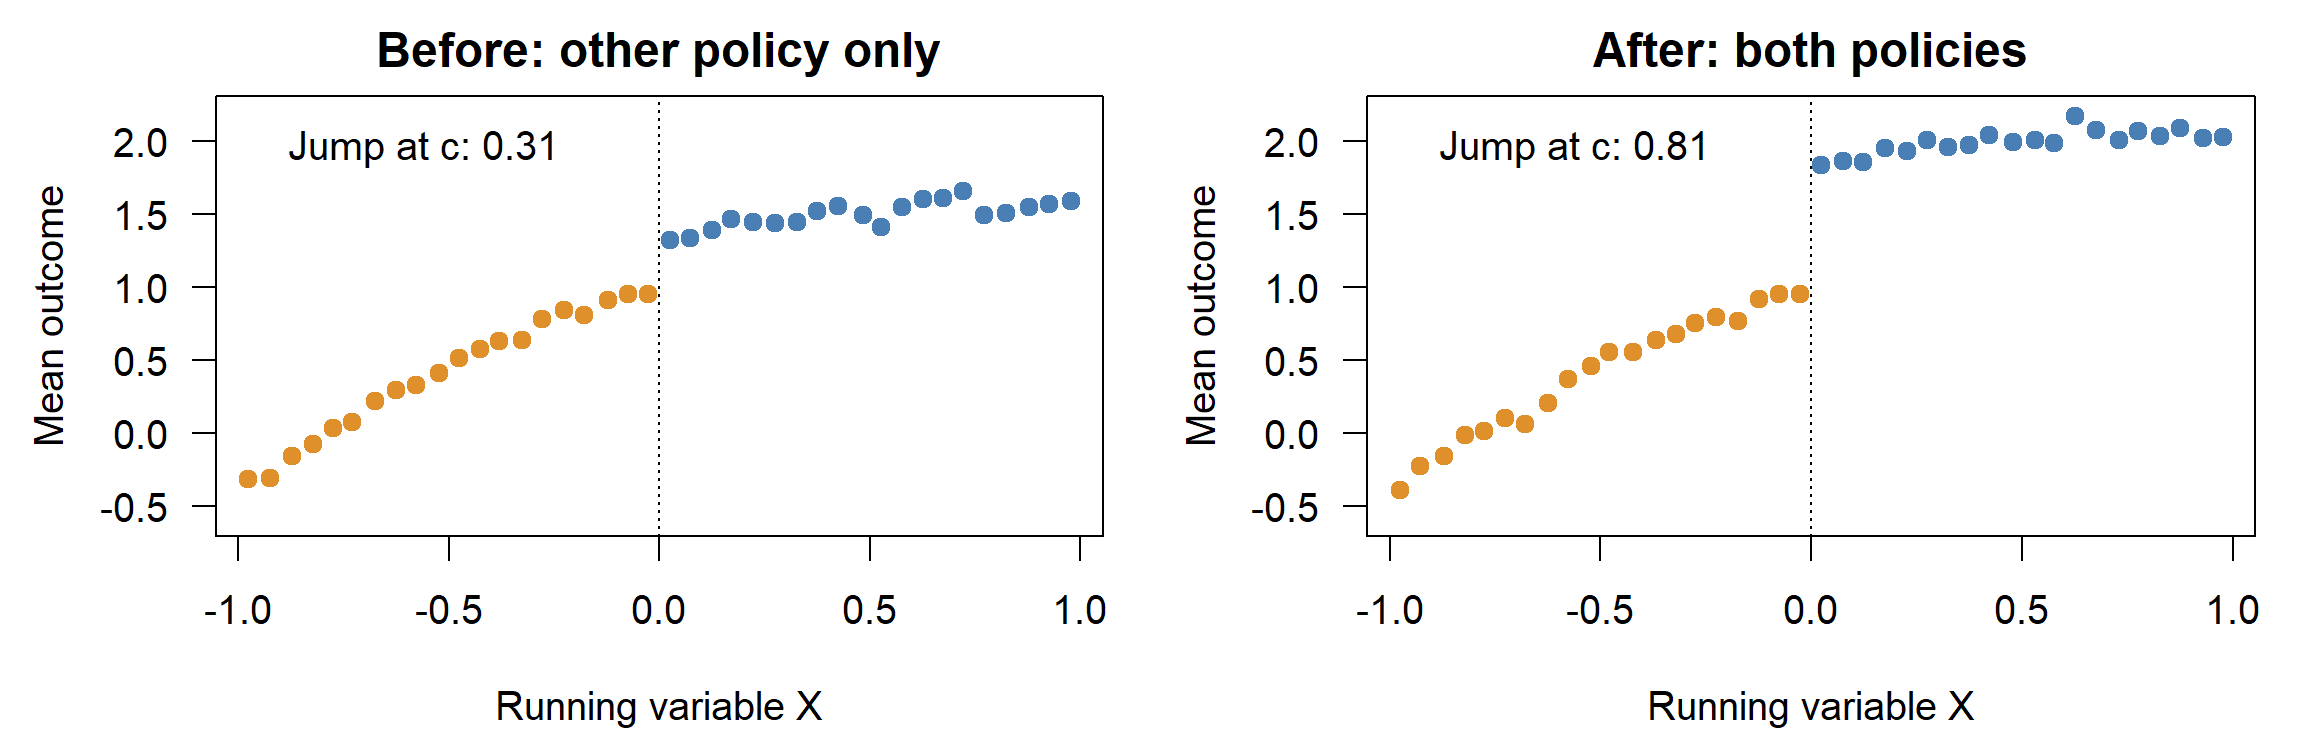 Before: other policy only
Jump at c: 0.31
Mean outcome
2.0
1.5
1.0
0.5
0.0
-0.5
-1.0 -0.5 0.0 0.5 1.0
Running variable X
After: both policies
Jump at c: 0.81
Mean outcome
2.0
1.5
1.0
0.5
0.0
-0.5
-1.0 -0.5 0.0 0.5 1.0
Running variable X